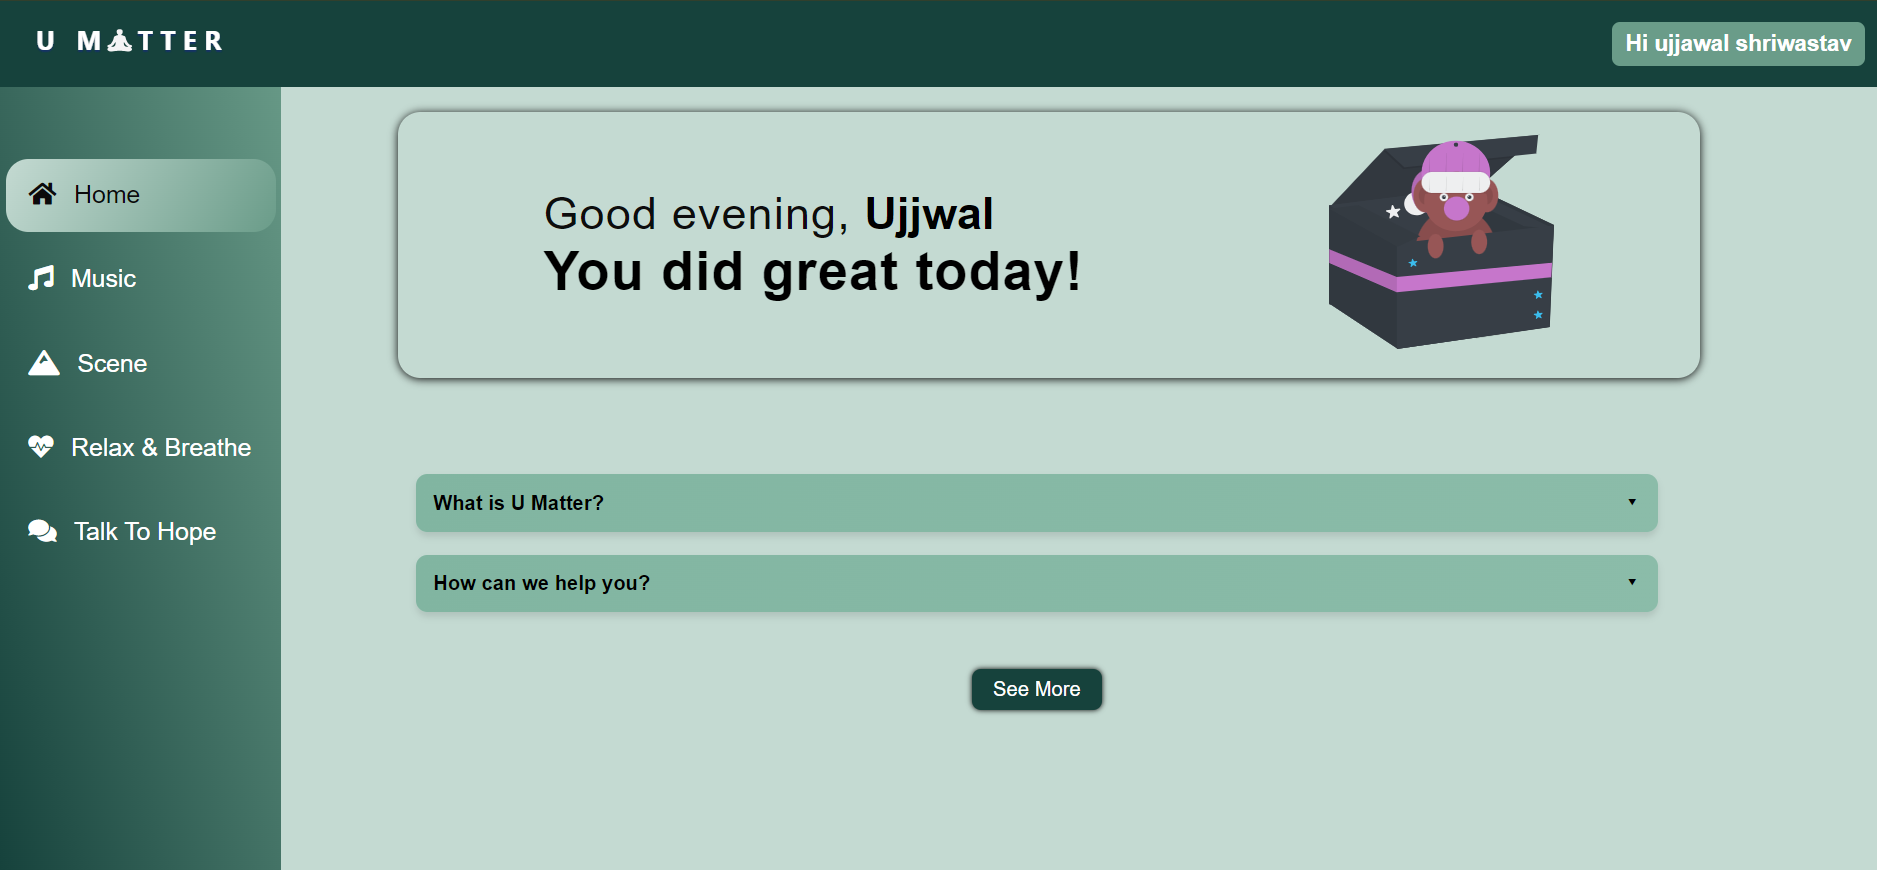 U MATTER
Hi ujjawal shriwastav
Home
Music
Scene
Relax & Breathe
Talk To Hope
Good evening, Ujjwal
You did great today!
What is U Matter?
How can we help you?
See More